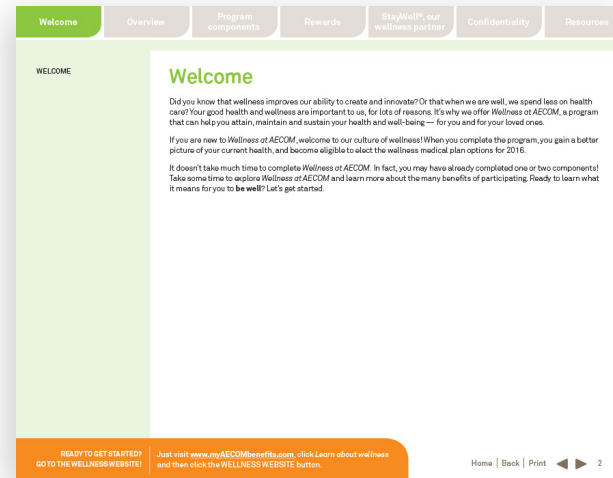 Welcome
Overview
Program
components
Rewards
StayWell®, our
wellness partner
Confidentiality
Resources
WELCOME
Welcome
Did you know that wellness improves our ability to create and innovate? Or that when we are well, we spend less on health
care? Your good health and wellness are important to us, for lots of reasons. It's why we offer Wellness at AECOM, a program
that can help you attain, maintain and sustain your health and well-being — for you and for your loved ones.
If you are new to Wellness at AECOM, welcome to our culture of wellness! When you complete the program, you gain a better
picture of your current health, and become eligible to elect the wellness medical plan options for 2016.
It doesn't take much time to complete Wellness at AECOM. In fact, you may have already completed one or two components!
Take some time to explore Wellness at AECOM and learn more about the many benefits of participating. Ready to learn what
it means for you to be well? Let's get started.
READY TO GET STARTED?
GO TO THE WELLNESS WEBSITE!
Just visit www.myAECOMbenefits.com, click Learn about wellness
and then click the WELLNESS WEBSITE button.
Home | Back | Print 2